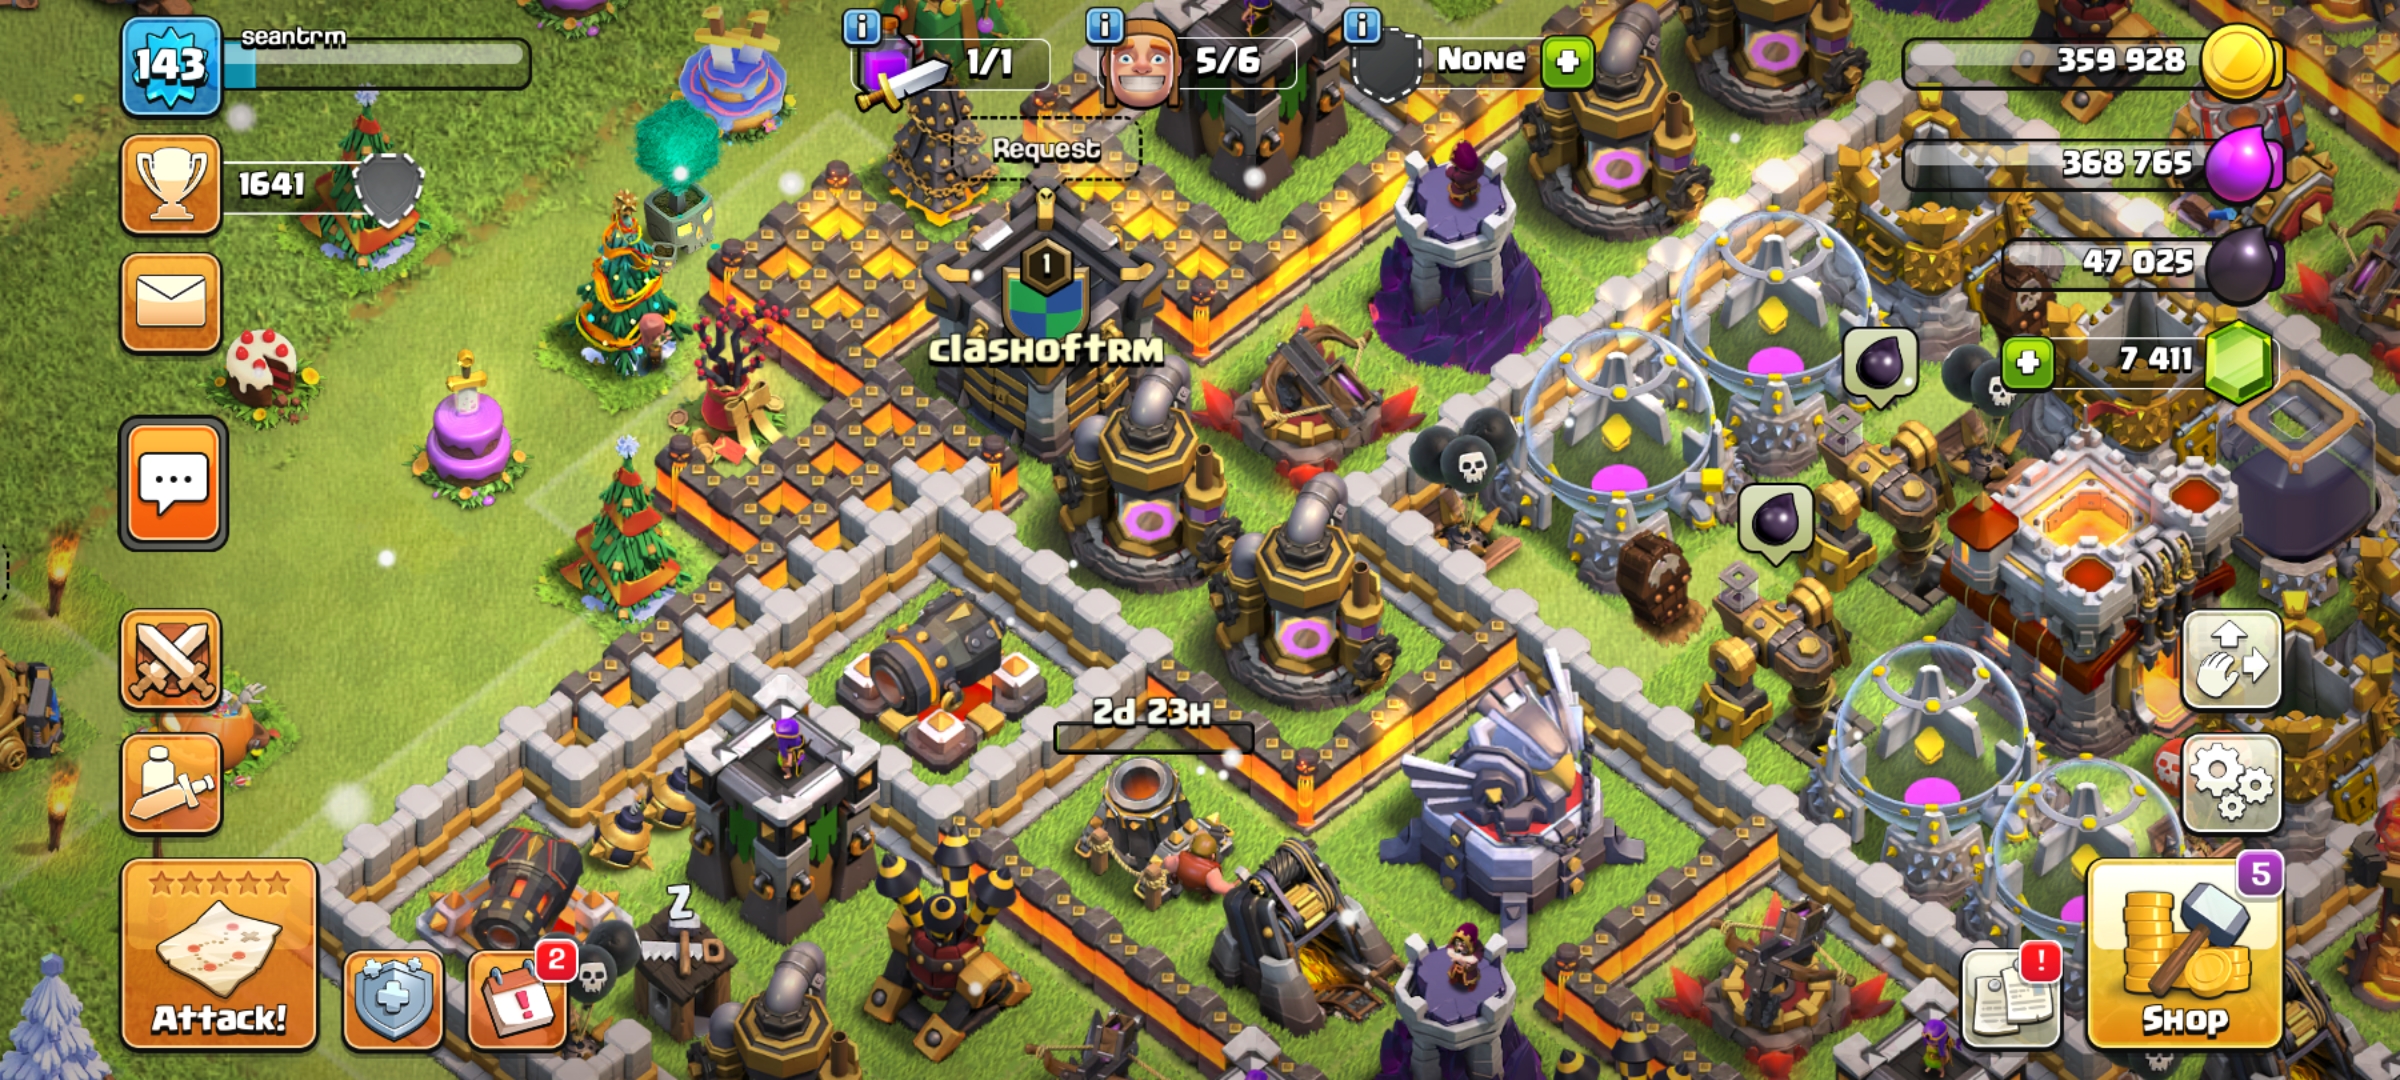 143
seantrm
1/1
5/6
None
359 928
1641
Request
368 765
47 025
1
clashoftRM
7 411
2d 23H
Z
5
2
!
Attack!
Shop